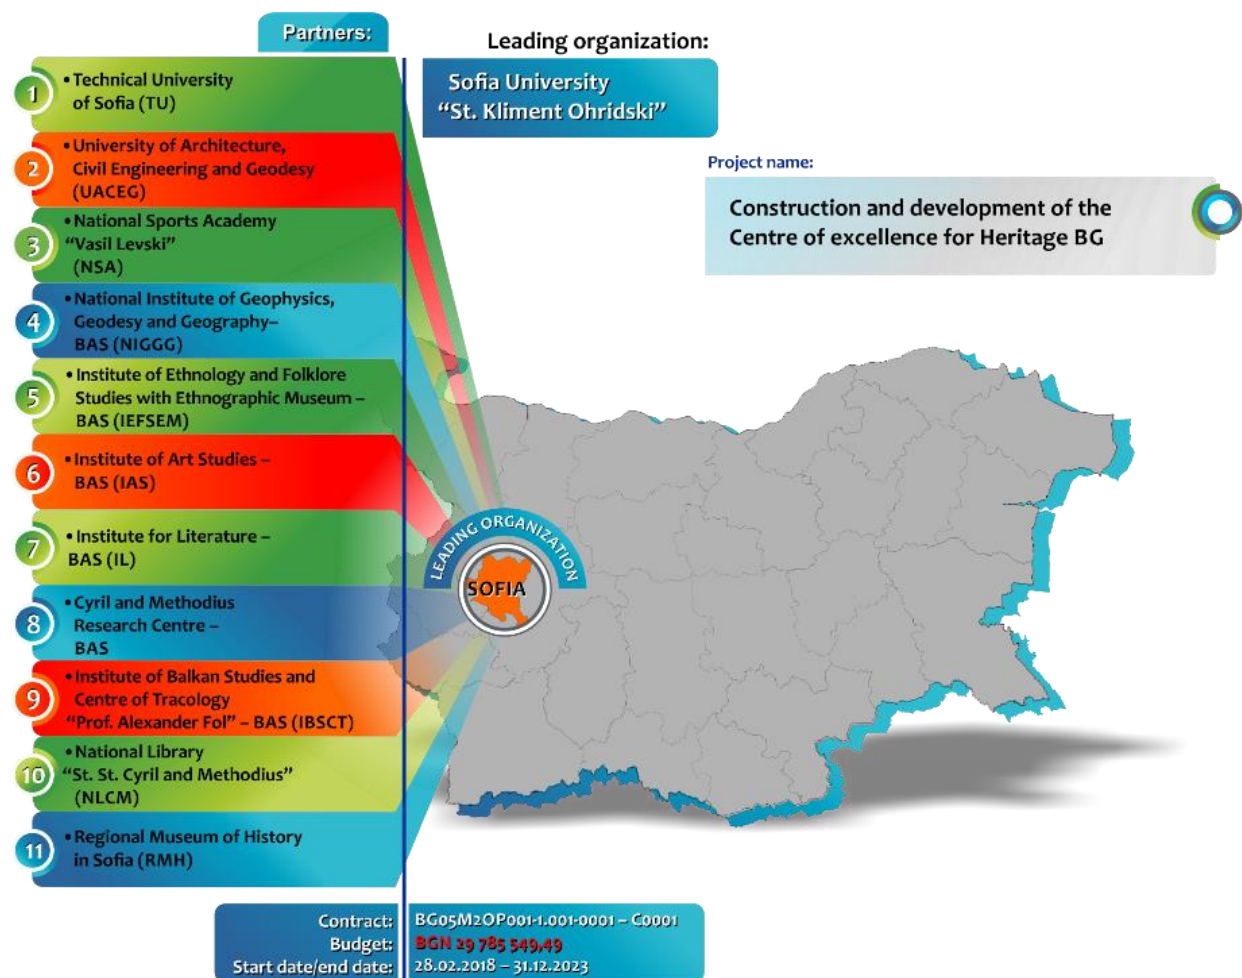 Partners:
1
• Technical University
of Sofia (TU)
2
• University of Architecture,
Civil Engineering and Geodesy
(UACEG)
3
• National Sports Academy
“Vasil Levski”
(NSA)
4
• National Institute of Geophysics,
Geodesy and Geography–
BAS (NIGGG)
5
• Institute of Ethnology and Folklore
Studies with Ethnographic Museum –
BAS (IEFSEM)
6
• Institute of Art Studies –
BAS (IAS)
7
• Institute for Literature –
BAS (IL)
8
• Cyril and Methodius
Research Centre –
BAS
9
• Institute of Balkan Studies and
Centre of Tracology
“Prof. Alexander Fol” – BAS (IBSCT)
10
• National Library
“St. St. Cyril and Methodius”
(NLCM)
11
• Regional Museum of History
in Sofia (RMH)
Leading organization:
Sofia University
“St. Kliment Ohridski”
Project name:
Construction and development of the
Centre of excellence for Heritage BG
LEADING ORGANIZATION
SOFIA
Contract: BG05M2OP001-1.001-0001 – C0001
Budget: BGN 29 785 549,49
Start date/end date: 28.02.2018 – 31.12.2023